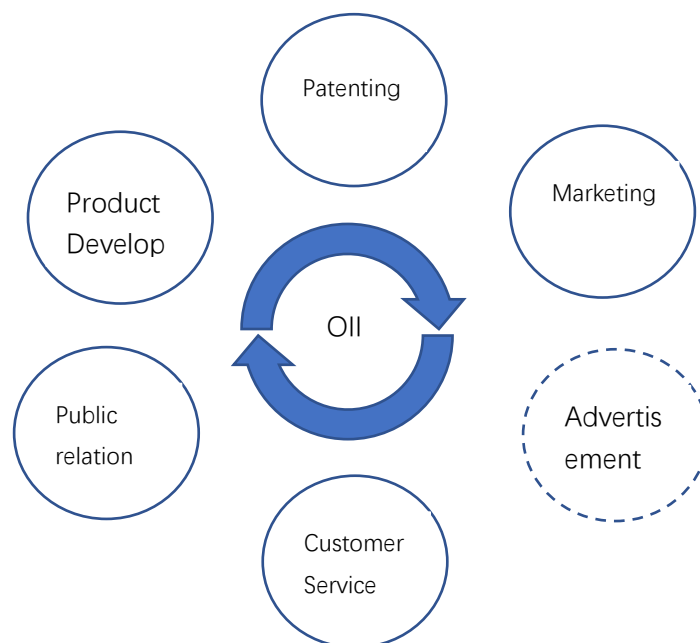 Patenting
Marketing
Product
Develop
OII
Public
relation
Advertis
ement
Customer
Service